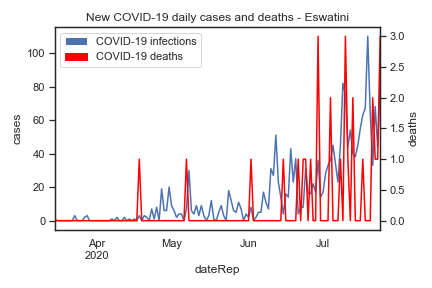 New COVID-19 daily cases and deaths - Eswatini
COVID-19 infections
COVID-19 deaths
cases
100
80
60
40
20
0
3.0
2.5
2.0
1.5
1.0
0.5
0.0
deaths
Apr
2020
May
Jun
Jul
dateRep